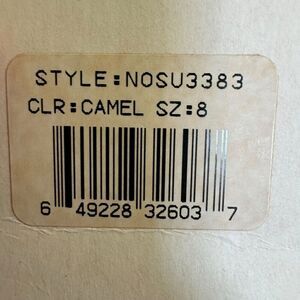 STYLE:NOSU3383
CLR:CAMEL SZ:8
6 49228 32603 7